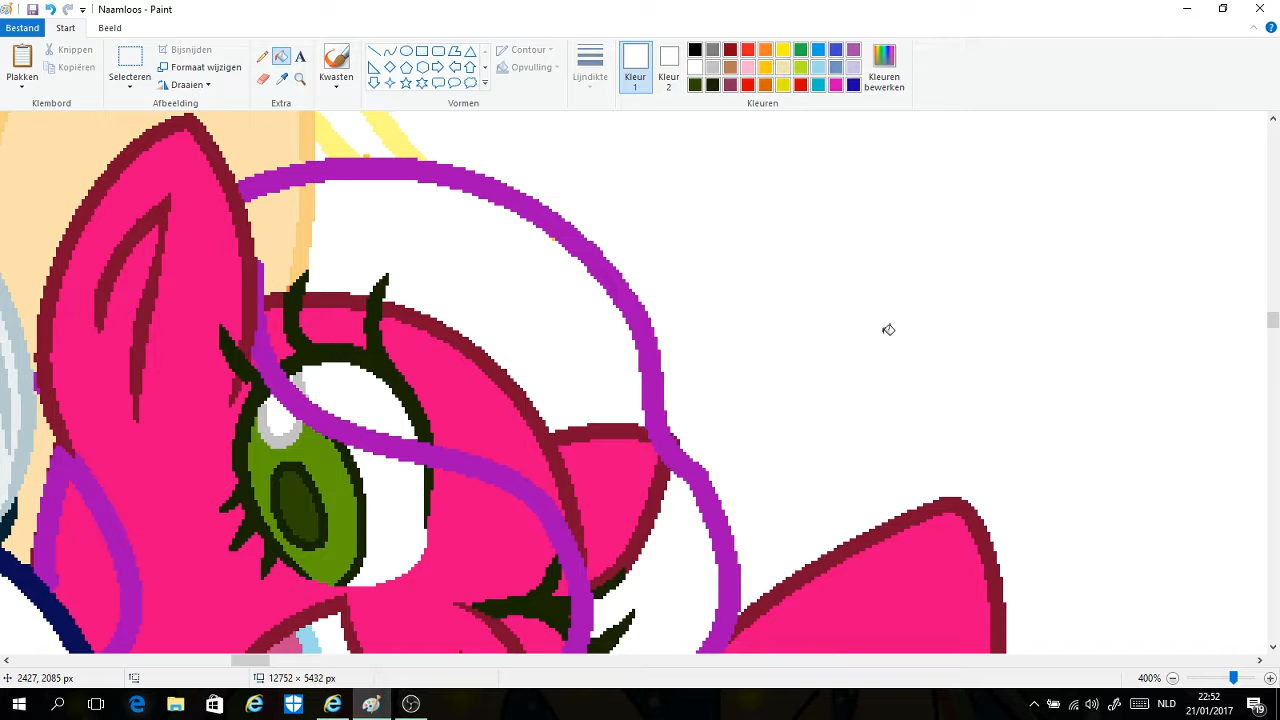 Naamloos - Paint
Bestand
Start
Beeld
Plakken
Knippen
Kopiëren
Klembord
Selecteren
Bijsnijden
Formaat wijzigen
Draaien
Afbeelding
A
Extra
Kwasten
Contour
Opvulling
Vormen
Lijndikte
Kleur
1
Kleur
2
Kleuren
bewerken
Kleuren
2427, 2085 px
12752 × 5432 px
400%
NLD
22:52
21/01/2017
19